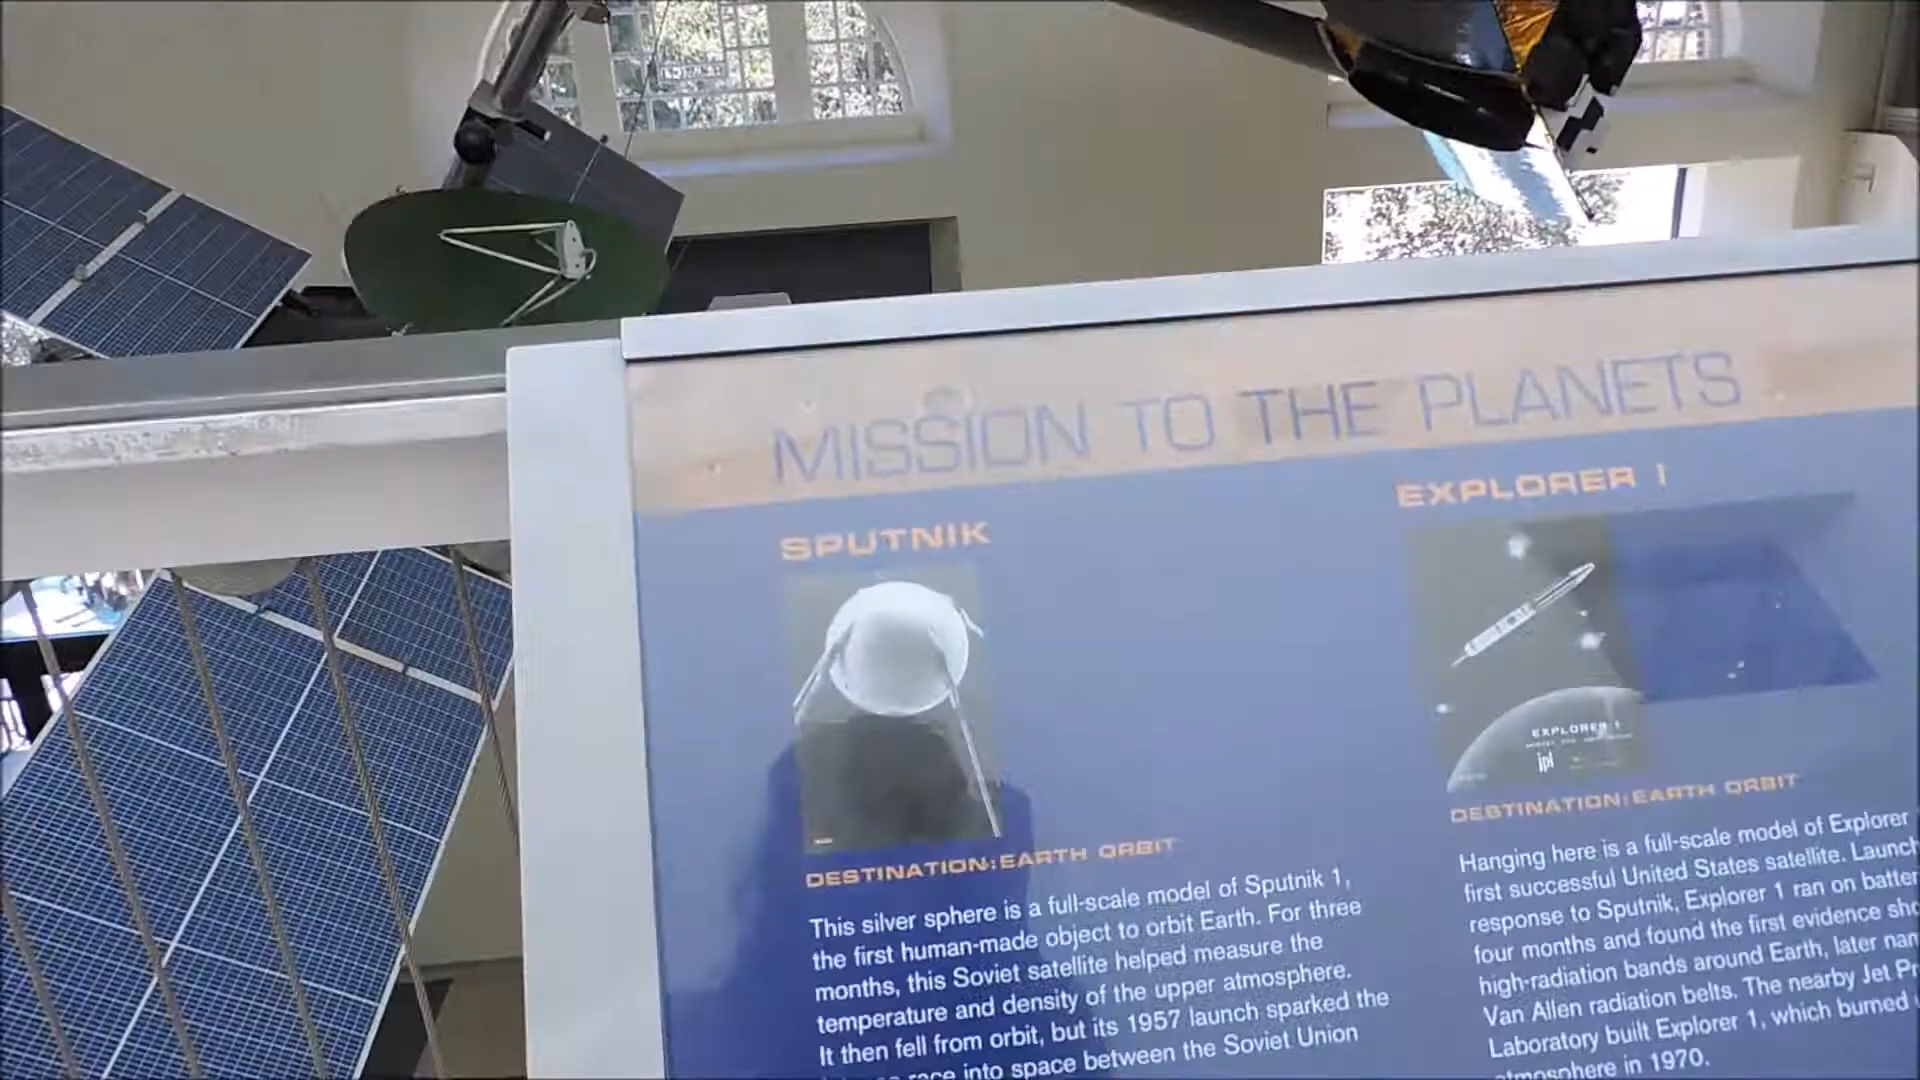 MISSION TO THE PLANETS
SPUTNIK
DESTINATION: EARTH ORBIT
This silver sphere is a full-scale model of Sputnik 1,
the first human-made object to orbit Earth. For three
months, this Soviet satellite helped measure the
temperature and density of the upper atmosphere.
It then fell from orbit, but its 1957 launch sparked the
race into space between the Soviet Union
EXPLORER 1
EXPLORER 1
jpl
DESTINATION: EARTH ORBIT
Hanging here is a full-scale model of Explorer
first successful United States satellite. Launch
response to Sputnik, Explorer 1 ran on batter
four months and found the first evidence sho
high-radiation bands around Earth, later nam
Van Allen radiation belts. The nearby Jet Pr
Laboratory built Explorer 1, which burned
atmosphere in 1970.